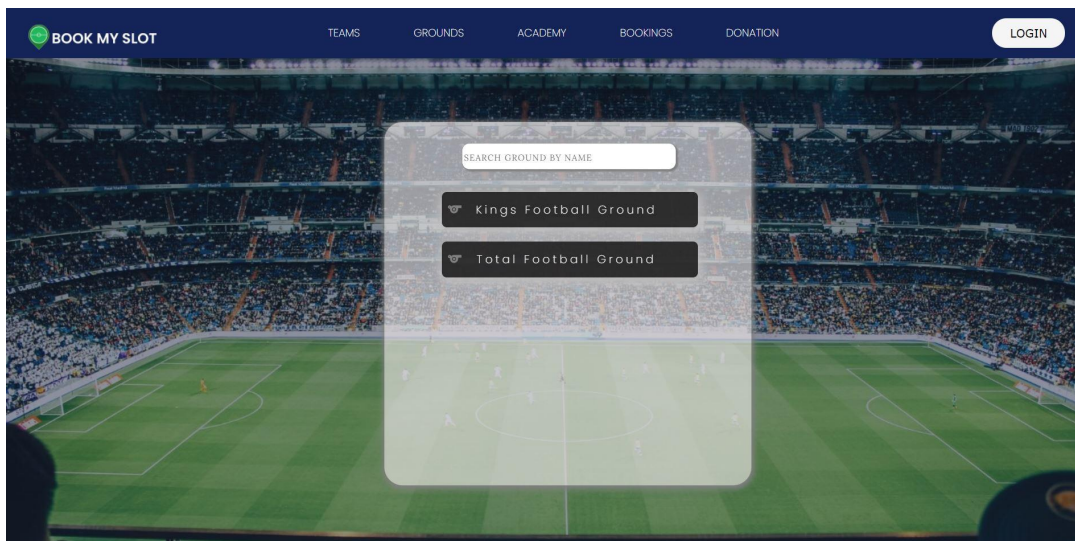 BOOK MY SLOT
TEAMS GROUNDS ACADEMY BOOKINGS DONATION
LOGIN
SEARCH GROUND BY NAME
Kings Football Ground
Total Football Ground